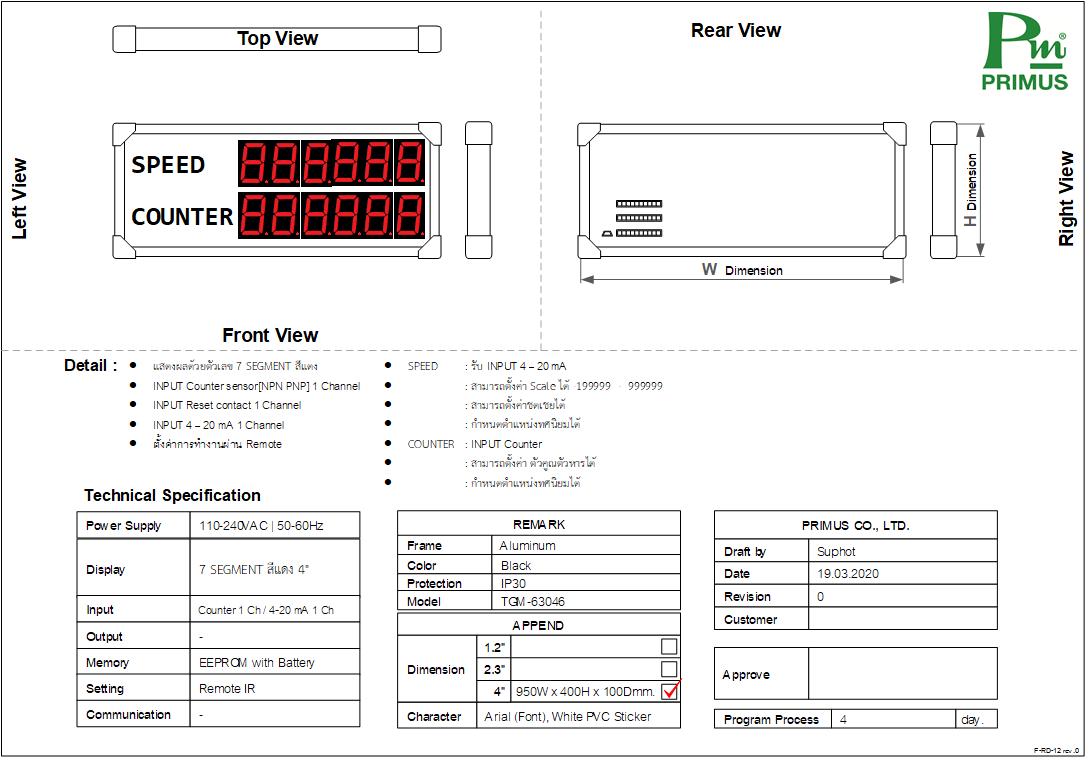 Top View
Rear View
Pm®
PRIMUS
Left View
SPEED 888888
COUNTER 888888
H Dimension
Right View
W Dimension
Front View
Detail :
• แสดงผลด้วยตัวเลข 7 SEGMENT สีแดง
• INPUT Counter sensor[NPN PNP] 1 Channel
• INPUT Reset contact 1 Channel
• INPUT 4 – 20 mA 1 Channel
• ตั้งค่าการทำงานผ่าน Remote
• SPEED : รับ INPUT 4 – 20 mA
• : สามารถตั้งค่า Scale ได้ -199999 - 999999
• : สามารถตั้งค่าชดเชยได้
• : กำหนดตำแหน่งทศนิยมได้
• COUNTER : INPUT Counter
• : สามารถตั้งค่า ตัวคูณตัวหารได้
• : กำหนดตำแหน่งทศนิยมได้
Technical Specification
Power Supply 110-240VAC | 50-60Hz
Display 7 SEGMENT สีแดง 4"
Input Counter 1 Ch / 4-20 mA 1 Ch
Output -
Memory EEPROM with Battery
Setting Remote IR
Communication -
REMARK
Frame Aluminum
Color Black
Protection IP30
Model TGM-63046
APPEND
Dimension
1.2"
2.3"
4" 950W x 400H x 100Dmm.
Character Arial (Font), White PVC Sticker
PRIMUS CO., LTD.
Draft by Suphot
Date 19.03.2020
Revision 0
Customer
Approve
Program Process 4 day.
F-RD-12 rev .0